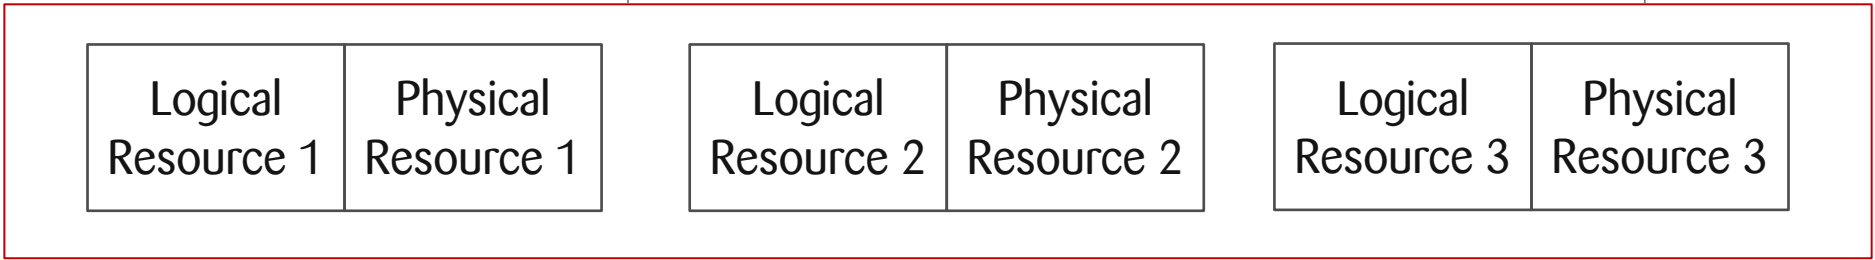 Logical
Resource 1
Physical
Resource 1
Logical
Resource 2
Physical
Resource 2
Logical
Resource 3
Physical
Resource 3